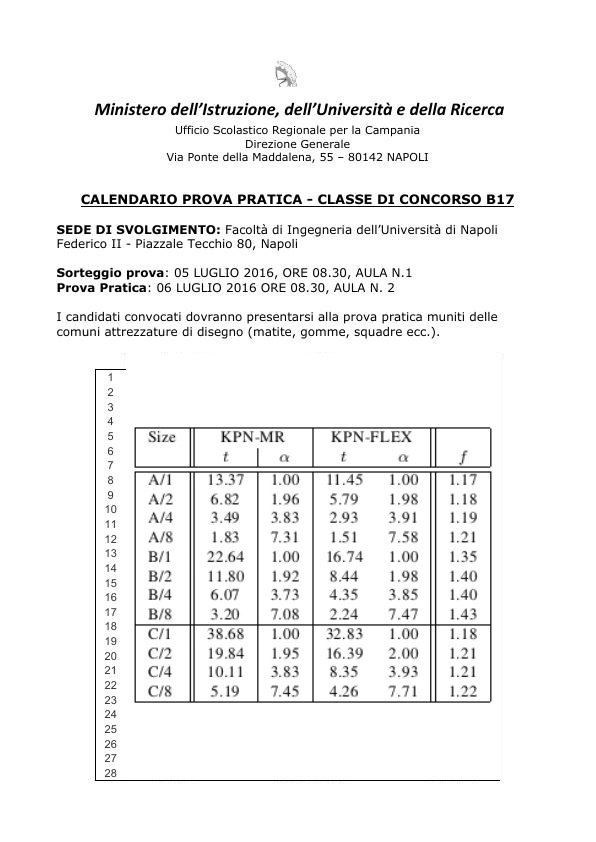 Ministero dell'Istruzione, dell'Università e della Ricerca
Ufficio Scolastico Regionale per la Campania
Direzione Generale
Via Ponte della Maddalena, 55 – 80142 NAPOLI
CALENDARIO PROVA PRATICA - CLASSE DI CONCORSO B17
SEDE DI SVOLGIMENTO: Facoltà di Ingegneria dell'Università di Napoli
Federico II - Piazzale Tecchio 80, Napoli
Sorteggio prova: 05 LUGLIO 2016, ORE 08.30, AULA N.1
Prova Pratica: 06 LUGLIO 2016 ORE 08.30, AULA N. 2
I candidati convocati dovranno presentarsi alla prova pratica muniti delle
comuni attrezzature di disegno (matite, gomme, squadre ecc.).
1
2
3
4
5
6
7
8
9
10
11
12
13
14
15
16
17
18
19
20
21
22
23
24
25
26
27
28
Size KPN-MR KPN-FLEX
t α t α f
A/1 13.37 1.00 11.45 1.00 1.17
A/2 6.82 1.96 5.79 1.98 1.18
A/4 3.49 3.83 2.93 3.91 1.19
A/8 1.83 7.31 1.51 7.58 1.21
B/1 22.64 1.00 16.74 1.00 1.35
B/2 11.80 1.92 8.44 1.98 1.40
B/4 6.07 3.73 4.35 3.85 1.40
B/8 3.20 7.08 2.24 7.47 1.43
C/1 38.68 1.00 32.83 1.00 1.18
C/2 19.84 1.95 16.39 2.00 1.21
C/4 10.11 3.83 8.35 3.93 1.21
C/8 5.19 7.45 4.26 7.71 1.22